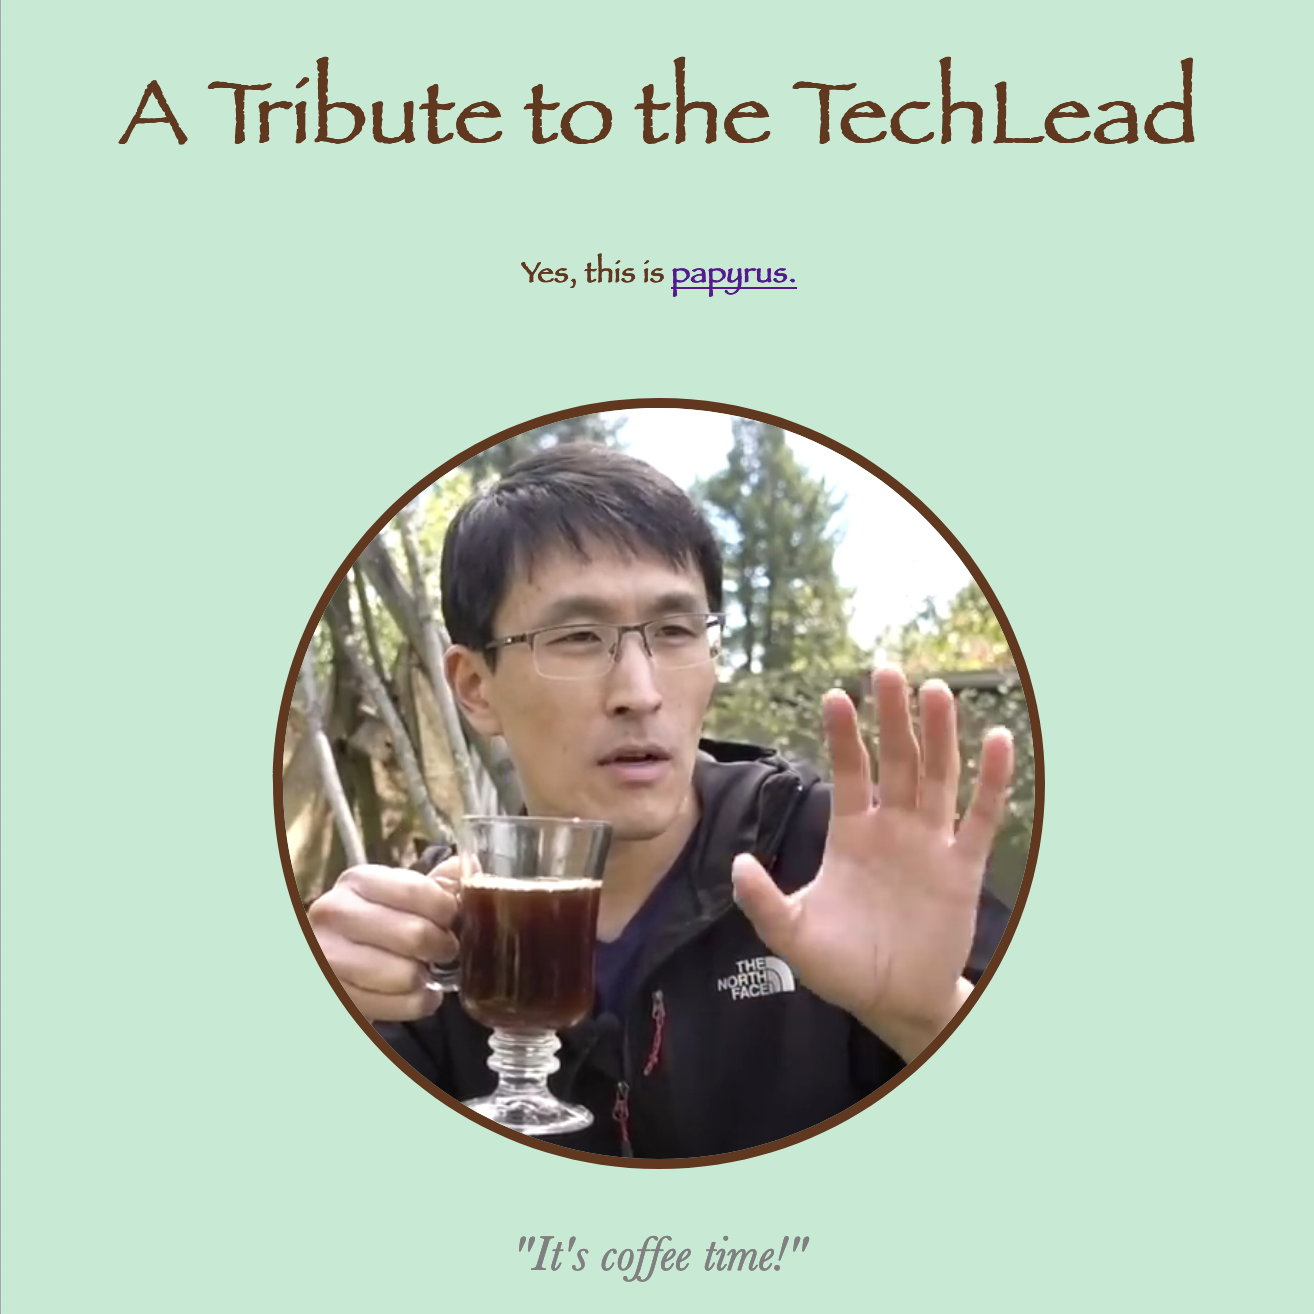 A Tribute to the TechLead
Yes, this is papyrus.
THE
NORTH
FACE
"It's coffee time!"